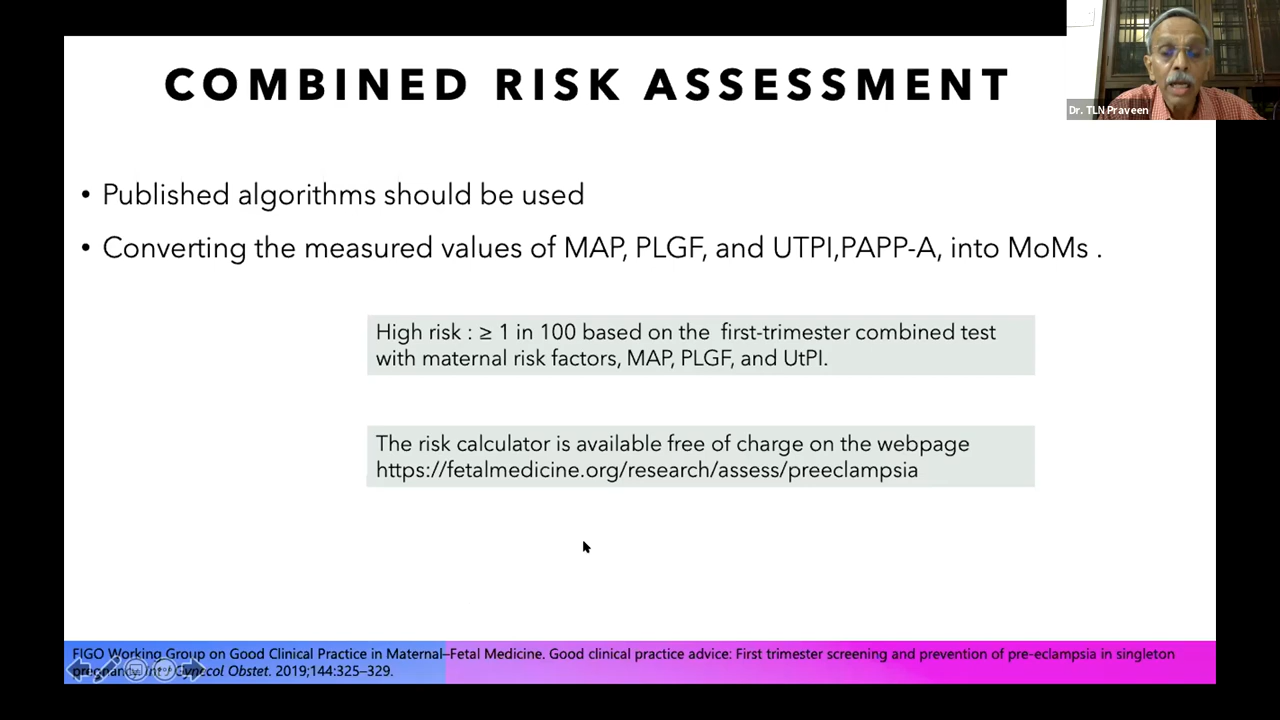 COMBINED RISK ASSESSMENT
Dr. TLN Praveen
• Published algorithms should be used
• Converting the measured values of MAP, PLGF, and UTPI,PAPP-A, into MoMs .
High risk : ≥ 1 in 100 based on the first-trimester combined test
with maternal risk factors, MAP, PLGF, and UtPI.
The risk calculator is available free of charge on the webpage
https://fetalmedicine.org/research/assess/preeclampsia
FIGO Working Group on Good Clinical Practice in Maternal–Fetal Medicine. Good clinical practice advice: First trimester screening and prevention of pre-eclampsia in singleton
pregnancy. Int J Gynecol Obstet. 2019;144:325–329.